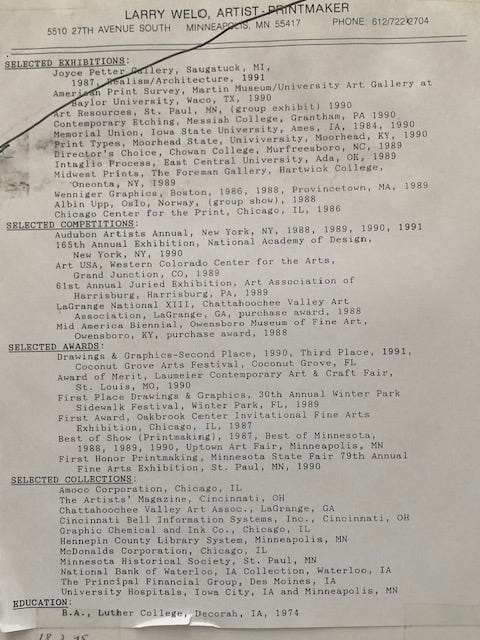 LARRY WELO, ARTIST - PRINTMAKER
5510 27TH AVENUE SOUTH MINNEAPOLIS, MN 55417 PHONE: 612/722-2704
SELECTED EXHIBITIONS:
Joyce Petter Gallery, Saugatuck, MI,
1987, Realism/Architecture, 1991
American Print Survey, Martin Museum/University Art Gallery at
Baylor University, Waco, TX, 1990
Art Resources, St. Paul, MN, (group exhibit) 1990
Contemporary Etching, Messiah College, Grantham, PA 1990
Memorial Union, Iowa State University, Ames, IA, 1984, 1990
Print Types, Moorhead State, Univiversity, Moorhead, KY, 1990
Director's Choice, Chowan College, Murfreesboro, NC, 1989
Intaglio Process, East Central University, Ada, OK, 1989
Midwest Prints, The Foreman Gallery, Hartwick College,
Oneonta, NY, 1989
Wenniger Graphics, Boston, 1986, 1988, Provincetown, MA, 1989
Albin Upp, Oslo, Norway, (group show), 1988
Chicago Center for the Print, Chicago, IL, 1986
SELECTED COMPETITIONS:
Audubon Artists Annual, New York, NY, 1988, 1989, 1990, 1991
165th Annual Exhibition, National Academy of Design,
New York, NY, 1990
Art USA, Western Colorado Center for the Arts,
Grand Junction, CO, 1989
61st Annual Juried Exhibition, Art Association of
Harrisburg, Harrisburg, PA, 1989
LaGrange National XIII, Chattahoochee Valley Art
Association, LaGrange, GA, purchase award, 1988
Mid America Biennial, Owensboro Museum of Fine Art,
Owensboro, KY, purchase award, 1988
SELECTED AWARDS:
Drawings & Graphics-Second Place, 1990, Third Place, 1991,
Coconut Grove Arts Festival, Coconut Grove, FL
Award of Merit, Laumeier Contemporary Art & Craft Fair,
St. Louis, MO, 1990
First Place Drawings & Graphics, 30th Annual Winter Park
Sidewalk Festival, Winter Park, FL, 1989
First Award, Oakbrook Center Invitational Fine Arts
Exhibition, Chicago, IL, 1987
Best of Show (Printmaking), 1987, Best of Minnesota,
1988, 1989, 1990, Uptown Art Fair, Minneapolis, MN
First Honor Printmaking, Minnesota State Fair 79th Annual
Fine Arts Exhibition, St. Paul, MN, 1990
SELECTED COLLECTIONS:
Amoco Corporation, Chicago, IL
The Artists' Magazine, Cincinnati, OH
Chattahoochee Valley Art Assoc., LaGrange, GA
Cincinnati Bell Information Systems, Inc., Cincinnati, OH
Graphic Chemical and Ink Co., Chicago, IL
Hennepin County Library System, Minneapolis, MN
McDonalds Corporation, Chicago, IL
Minnesota Historical Society, St. Paul, MN
National Bank of Waterloo, IA Collection, Waterloo, IA
The Principal Financial Group, Des Moines, IA
University Hospitals, Iowa City, IA and Minneapolis, MN
EDUCATION:
B.A., Luther College, Decorah, IA, 1974